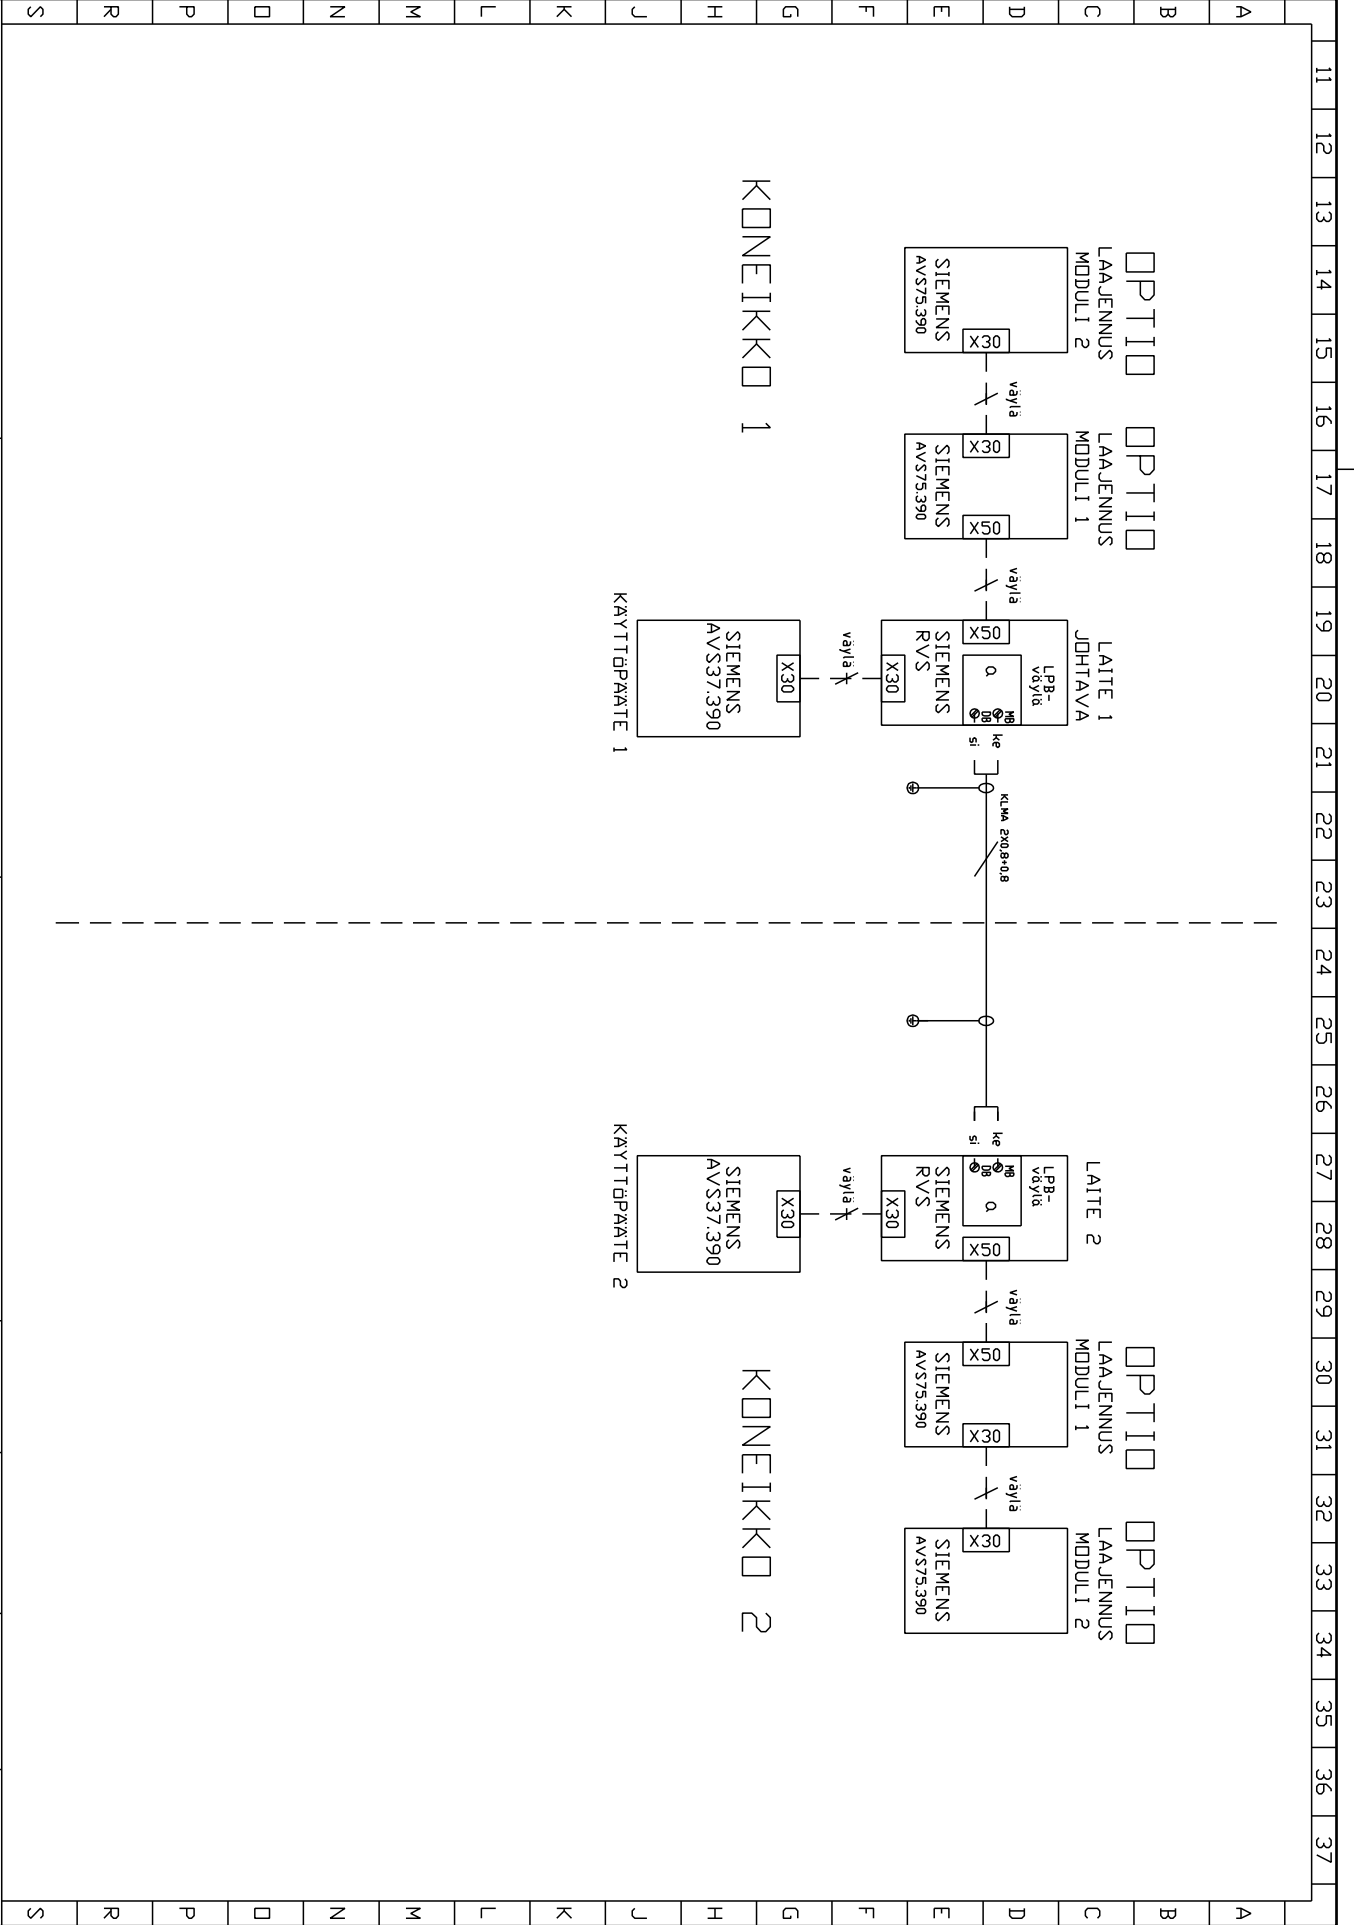 11 12 13 14 15 16 17 18 19 20 21 22 23 24 25 26 27 28 29 30 31 32 33 34 35 36 37
A
B
C
D
E
F
G
H
J
K
L
M
N
O
P
R
S
A
B
C
D
E
F
G
H
J
K
L
M
N
O
P
R
S
OPTIO
LAAJENNUS
MODULI 2
X30
SIEMENS
AVS75.390
väylä
OPTIO
LAAJENNUS
MODULI 1
X30
X50
SIEMENS
AVS75.390
väylä
LAITE 1
JOHTAVA
LPB-
väylä
X50
Q
MB
DB
SIEMENS
RVS
X30
ke
si
KLMA 2X0,8+0,8
väylä
X30
SIEMENS
AVS37.390
KÄYTTÖPÄÄTE 1
KONEIKKO 1
LAITE 2
LPB-
väylä
MB
DB
Q
X50
SIEMENS
RVS
X30
ke
si
väylä
X30
SIEMENS
AVS37.390
KÄYTTÖPÄÄTE 2
väylä
OPTIO
LAAJENNUS
MODULI 1
X50
X30
SIEMENS
AVS75.390
väylä
OPTIO
LAAJENNUS
MODULI 2
X30
SIEMENS
AVS75.390
KONEIKKO 2